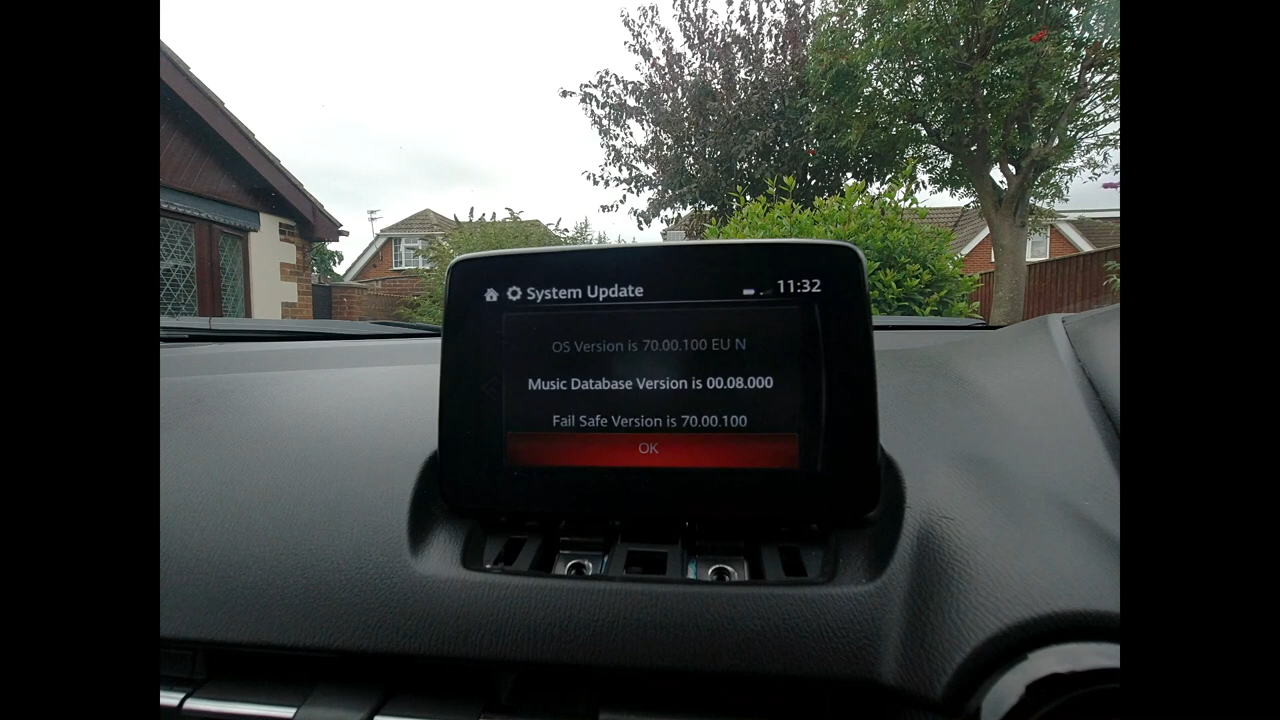 System Update
11:32
OS Version is 70.00.100 EU N
Music Database Version is 00.08.000
Fail Safe Version is 70.00.100
OK